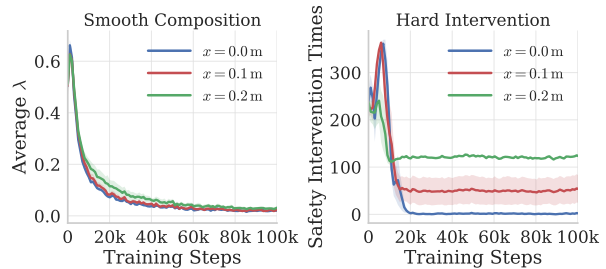 Smooth Composition
Average λ
0.6
0.4
0.2
0.0
x = 0.0 m
x = 0.1 m
x = 0.2 m
0 20k 40k 60k 80k 100k
Training Steps
Hard Intervention
Safety Intervention Times
300
200
100
0
x = 0.0 m
x = 0.1 m
x = 0.2 m
0 20k 40k 60k 80k 100k
Training Steps